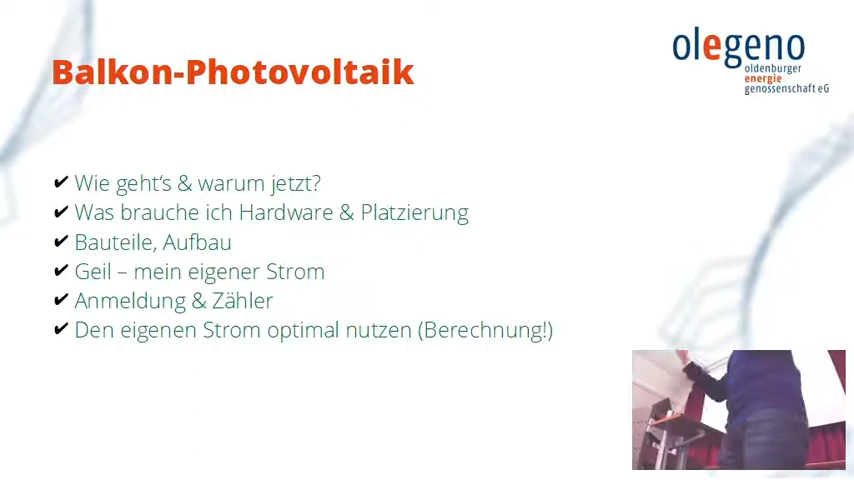 Balkon-Photovoltaik
olegeno
oldenburger
energie
genossenschaft eG
✔ Wie geht's & warum jetzt?
✔ Was brauche ich Hardware & Platzierung
✔ Bauteile, Aufbau
✔ Geil – mein eigener Strom
✔ Anmeldung & Zähler
✔ Den eigenen Strom optimal nutzen (Berechnung!)